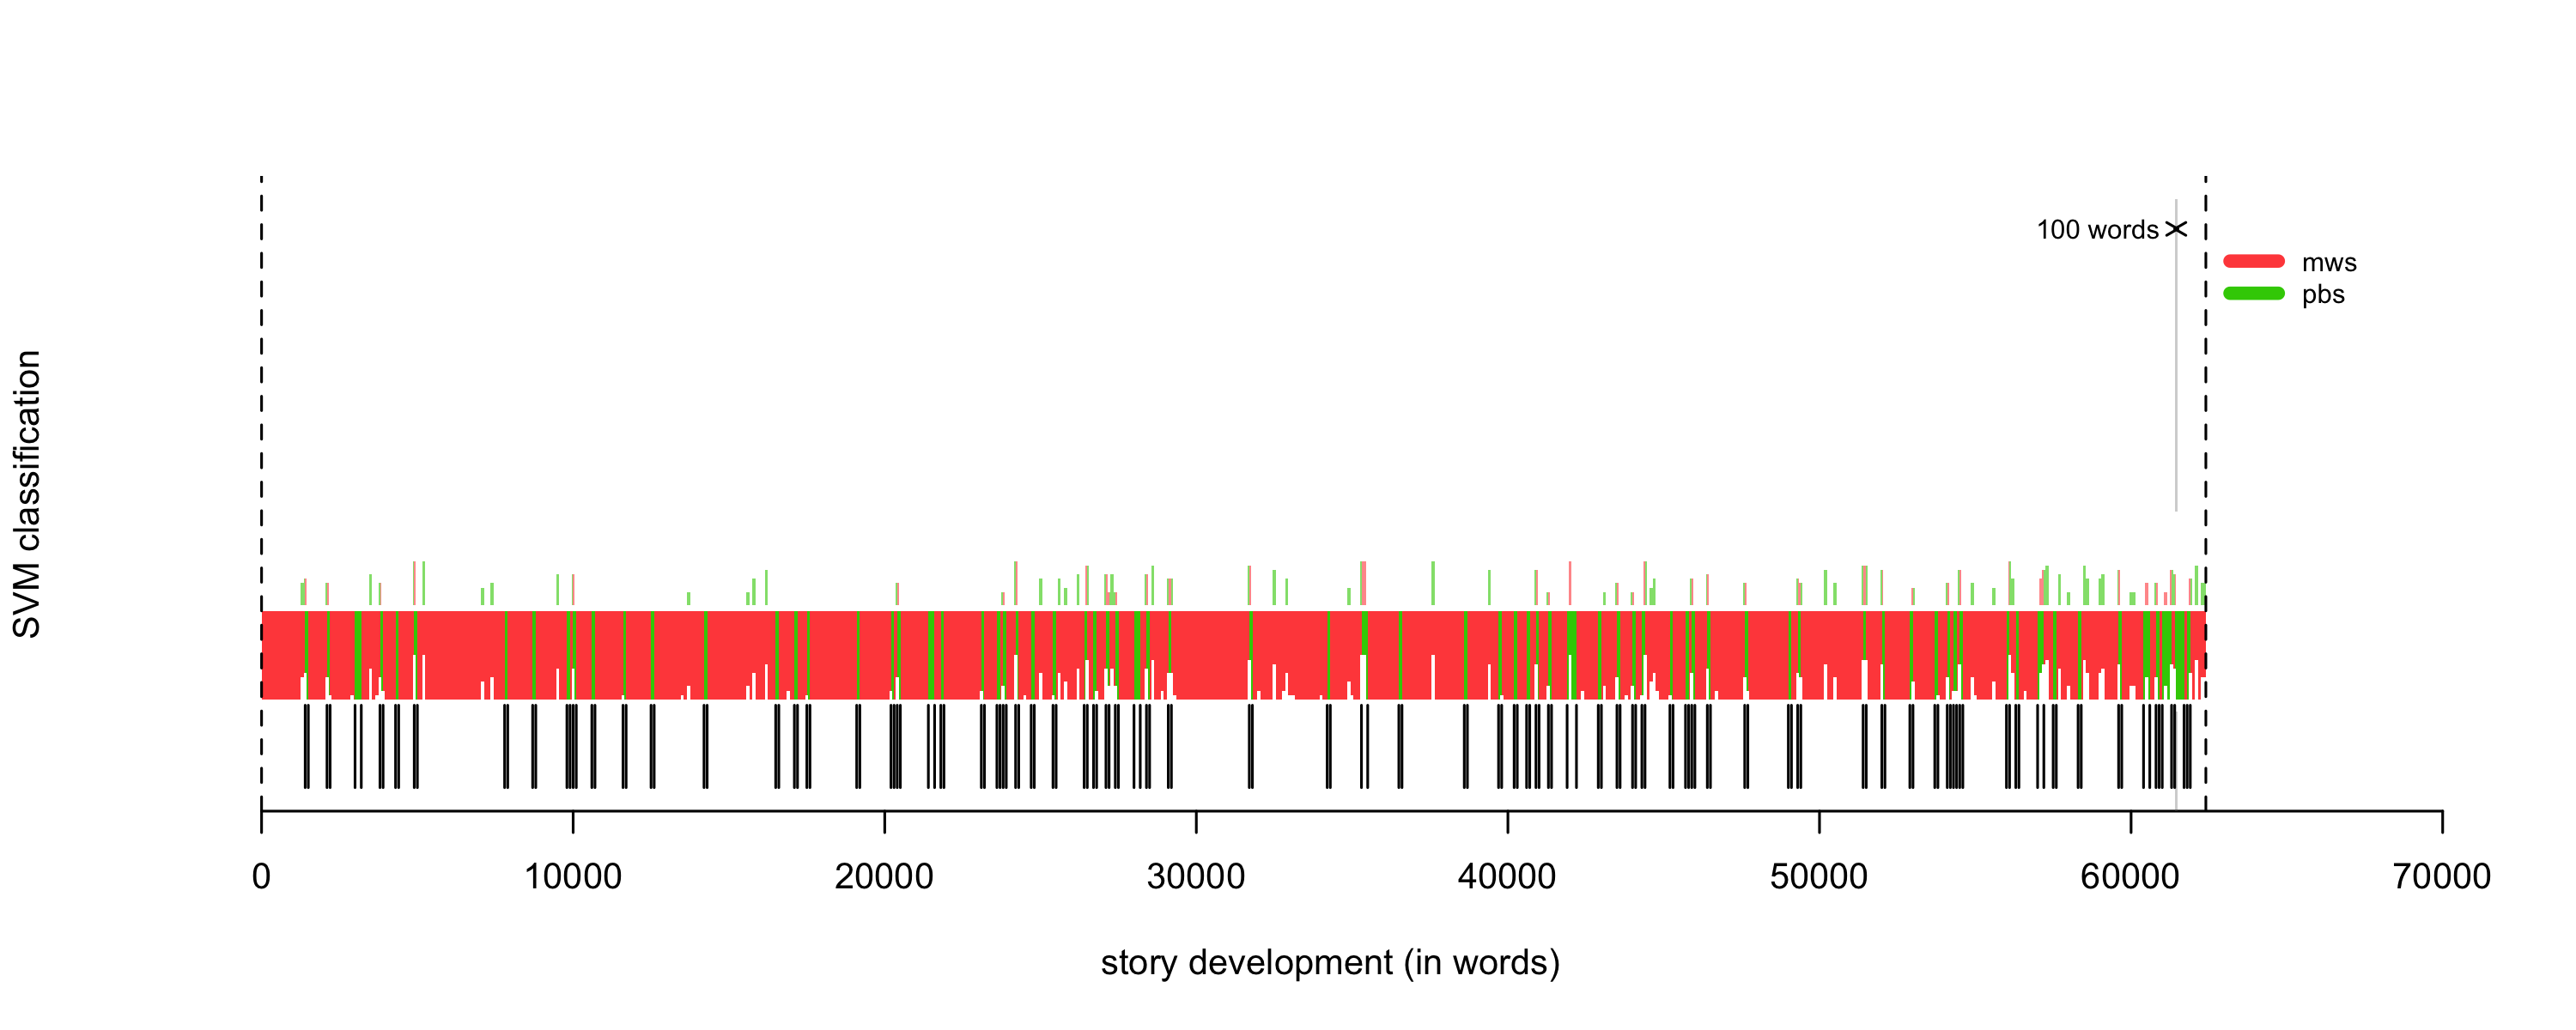 100 words
mws
pbs
SVM classification
0 10000 20000 30000 40000 50000 60000 70000
story development (in words)